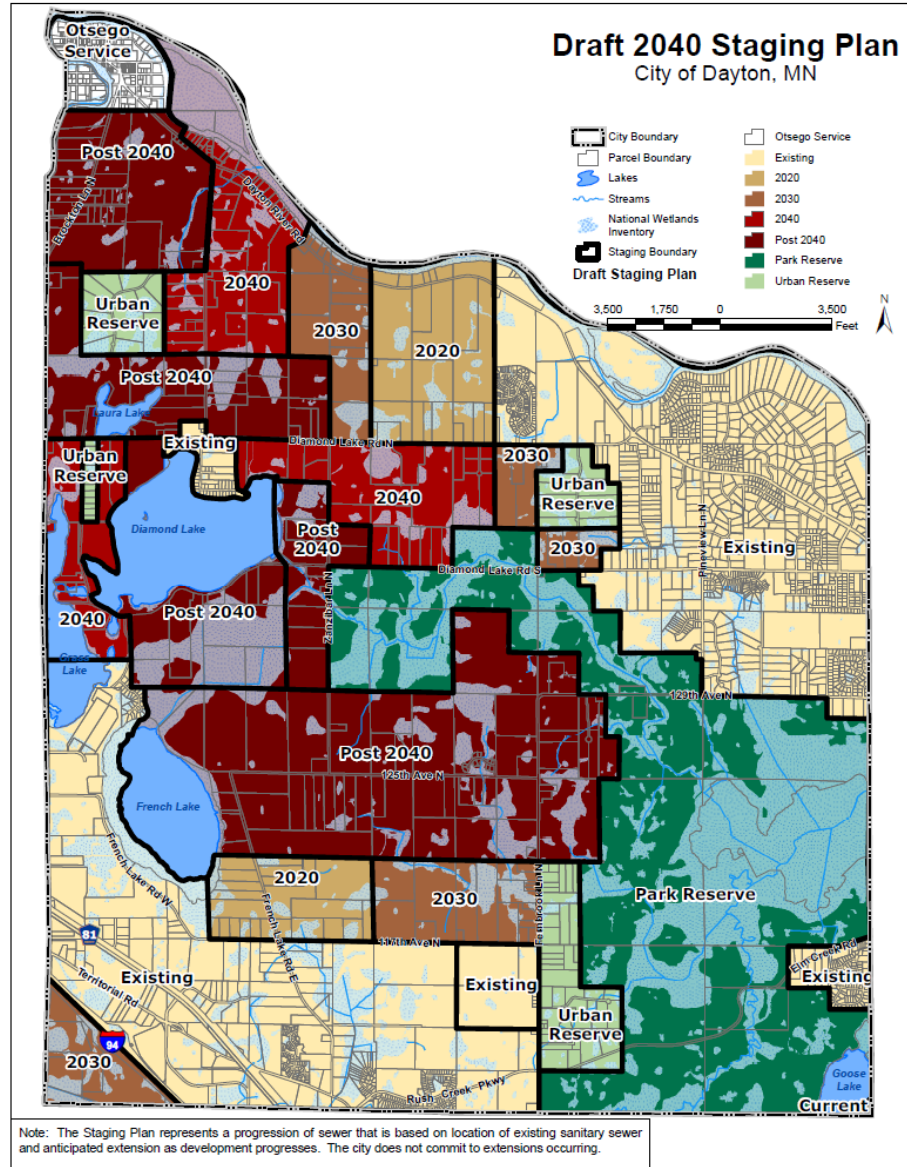 Draft 2040 Staging Plan
City of Dayton, MN
City Boundary
Parcel Boundary
Lakes
Streams
National Wetlands
Inventory
Staging Boundary
Draft Staging Plan
Otsego Service
Existing
2020
2030
2040
Post 2040
Park Reserve
Urban Reserve
3,500 1,750 0 3,500
Feet
N
Otsego
Service
Post 2040
Brockton Ln N
Dayton River Rd
2040
Urban
Reserve
2030
2020
Post 2040
Laura Lake
Existing
Diamond Lake Rd N
2030
Urban
Reserve
Urban
Reserve
2040
Diamond Lake
Post
2040
2030
Pineview Ln N
Existing
Diamond Lake Rd S
2040
Post 2040
Zanzibar Ln N
Grass
Lake
129th Ave N
Post 2040
125th Ave N
French Lake
French Lake Rd W
2020
2030
Fernbrook Ln N
Park Reserve
French Lake Rd E
117th Ave N
81
Elm Creek Rd
Existing
Existing
Existing
Territorial Rd
Urban
Reserve
94
2030
Rush Creek Pkwy
Goose
Lake
Current
Note: The Staging Plan represents a progression of sewer that is based on location of existing sanitary sewer
and anticipated extension as development progresses. The city does not commit to extensions occurring.